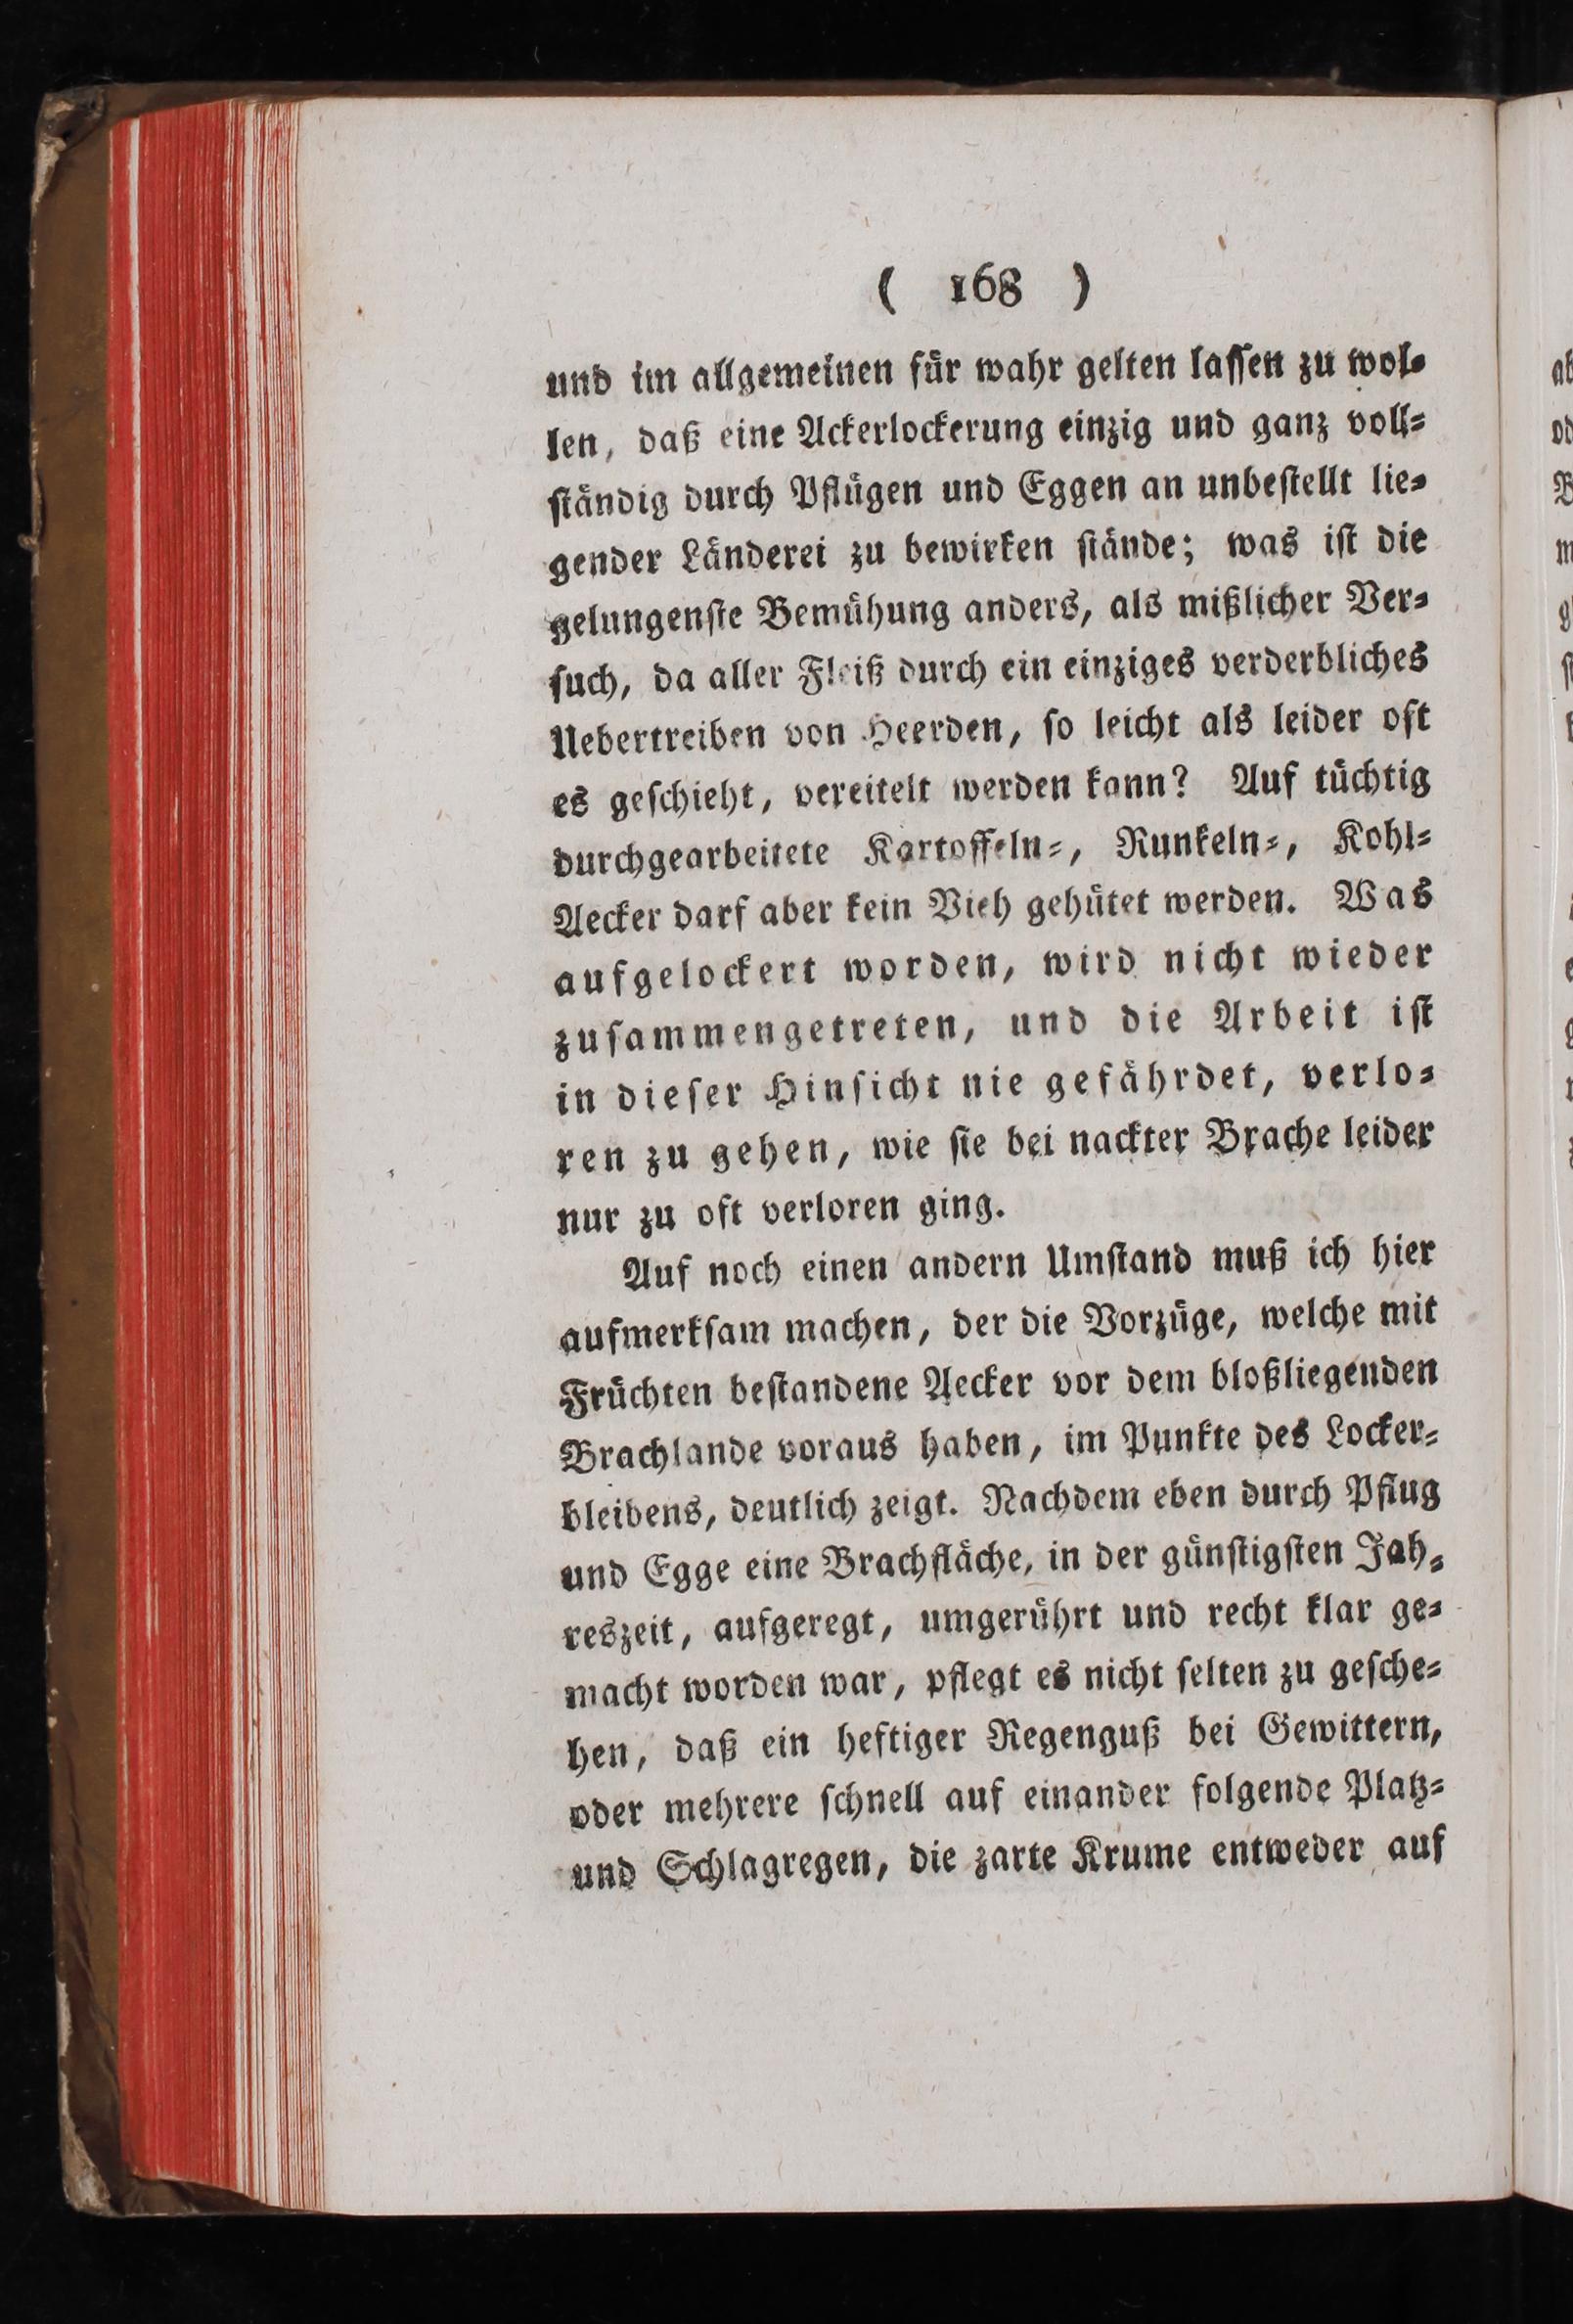 ( 168 )
und im allgemeinen für wahr gelten lassen zu wol-
len, daß eine Ackerlockerung einzig und ganz voll-
ständig durch Pflügen und Eggen an unbestellt lie-
gender Länderei zu bewirken stände; was ist die
gelungenste Bemühung anders, als mißlicher Ver-
such, da aller Fleiß durch ein einziges verderbliches
Uebertreiben von Heerden, so leicht als leider oft
es geschieht, vereitelt werden kann? Auf tüchtig
durchgearbeitete Kartoffeln-, Runkeln-, Kohl-
Aecker darf aber kein Vieh gehütet werden. Was
aufgelockert worden, wird nicht wieder
zusammengetreten, und die Arbeit ist
in dieser Hinsicht nie gefährdet, verlo-
ren zu gehen, wie sie bei nackter Brache leider
nur zu oft verloren ging.
Auf noch einen andern Umstand muß ich hier
aufmerksam machen, der die Vorzüge, welche mit
Früchten bestandene Aecker vor dem bloßliegenden
Brachlande voraus haben, im Punkte des Locker-
bleibens, deutlich zeigt. Nachdem eben durch Pflug
und Egge eine Brachfläche, in der günstigsten Jah-
reszeit, aufgeregt, umgerührt und recht klar ge-
macht worden war, pflegt es nicht selten zu gesche-
hen, daß ein heftiger Regenguß bei Gewittern,
oder mehrere schnell auf einander folgende Platz-
und Schlagregen, die zarte Krume entweder auf